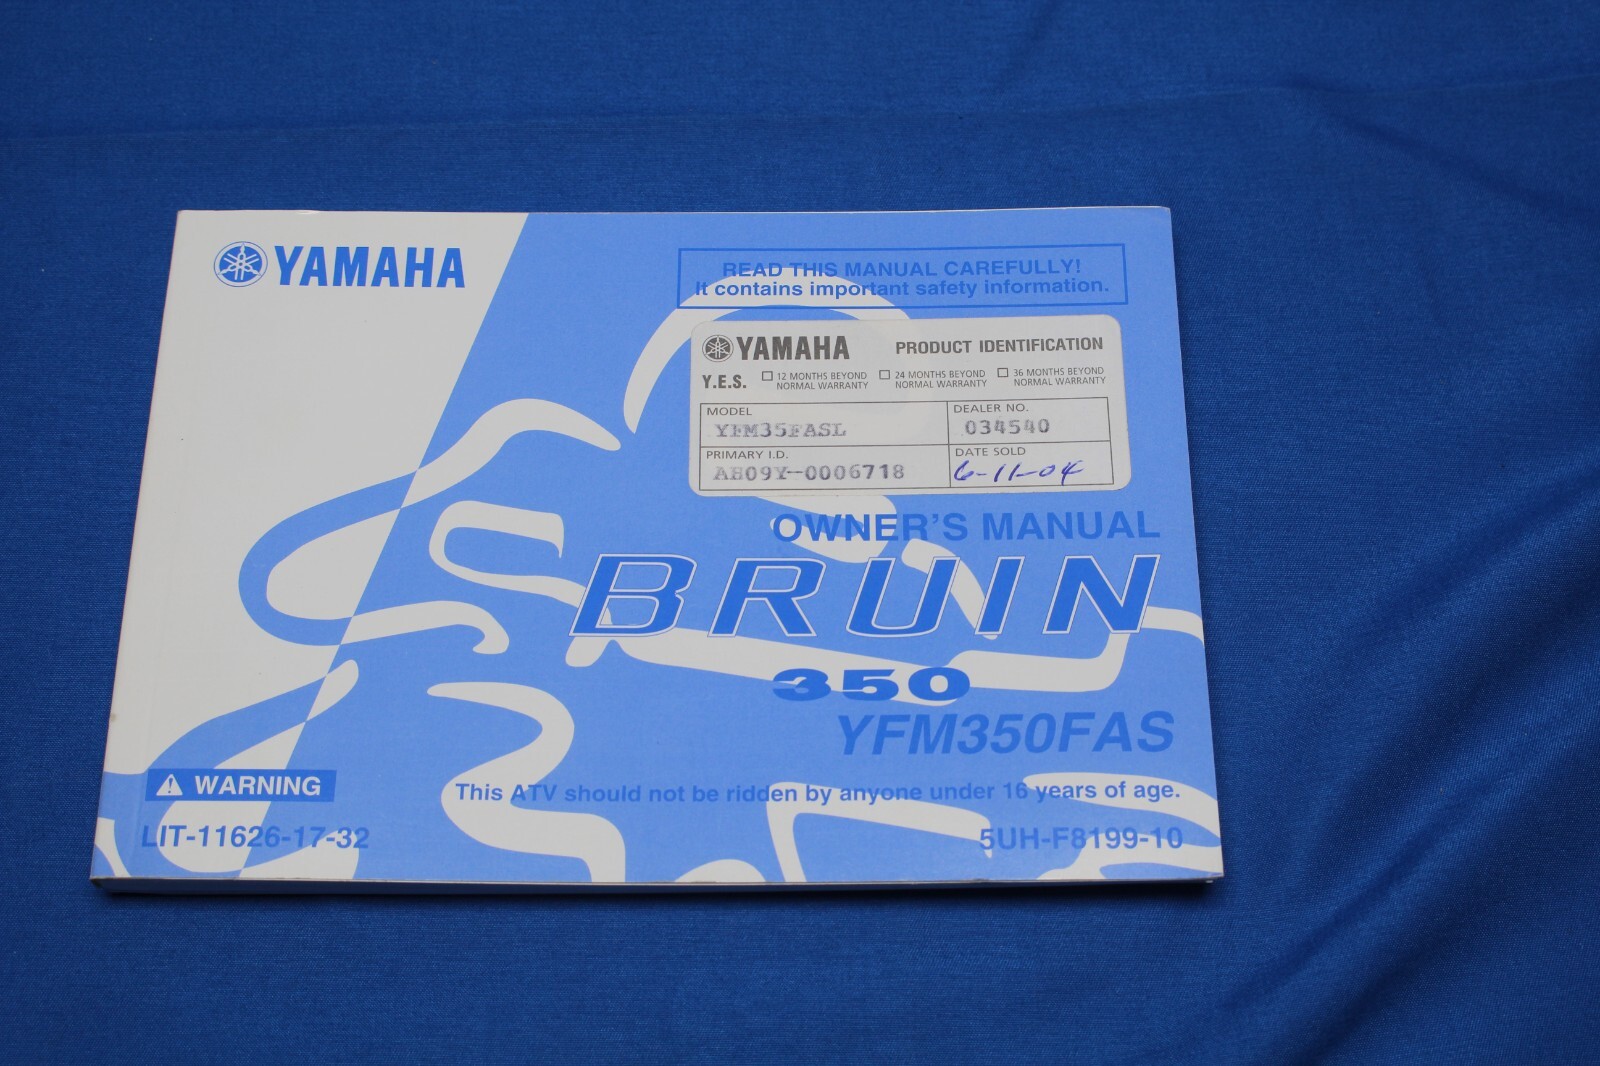 YAMAHA
READ THIS MANUAL CAREFULLY!
It contains important safety information.
YAMAHA PRODUCT IDENTIFICATION
Y.E.S. 12 MONTHS BEYOND NORMAL WARRANTY 24 MONTHS BEYOND NORMAL WARRANTY 36 MONTHS BEYOND NORMAL WARRANTY
MODEL DEALER NO.
YFM35FASL 034540
PRIMARY I.D. DATE SOLD
AH09Y-0006718 6-11-04
OWNER'S MANUAL
BRUIN
350
YFM350FAS
WARNING This ATV should not be ridden by anyone under 16 years of age.
LIT-11626-17-32 5UH-F8199-10